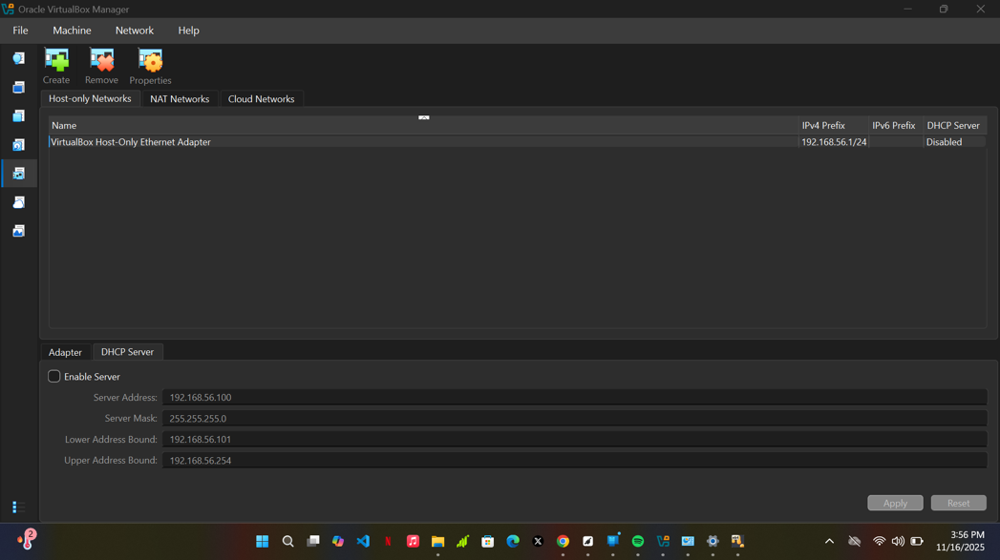 Oracle VirtualBox Manager
File Machine Network Help
Create Remove Properties
Host-only Networks NAT Networks Cloud Networks
Name IPv4 Prefix IPv6 Prefix DHCP Server
VirtualBox Host-Only Ethernet Adapter 192.168.56.1/24 Disabled
Adapter DHCP Server
Enable Server
Server Address: 192.168.56.100
Server Mask: 255.255.255.0
Lower Address Bound: 192.168.56.101
Upper Address Bound: 192.168.56.254
Apply Reset
2
3:56 PM
11/16/2025